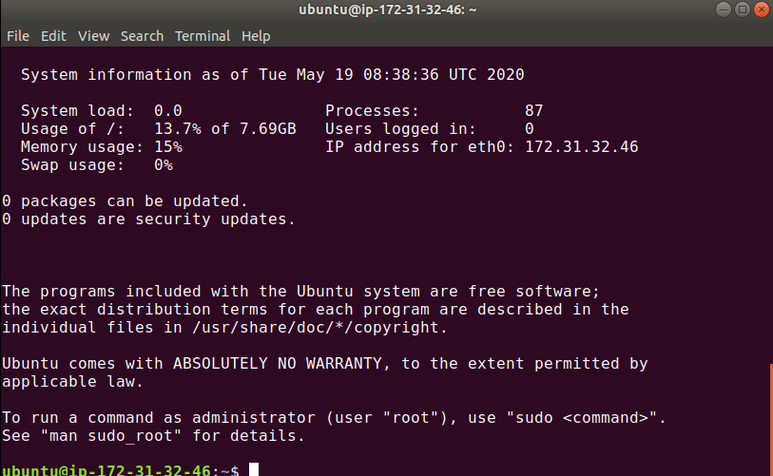 ubuntu@ip-172-31-32-46: ~
File Edit View Search Terminal Help
System information as of Tue May 19 08:38:36 UTC 2020
System load: 0.0 Processes: 87
Usage of /: 13.7% of 7.69GB Users logged in: 0
Memory usage: 15% IP address for eth0: 172.31.32.46
Swap usage: 0%
0 packages can be updated.
0 updates are security updates.
The programs included with the Ubuntu system are free software;
the exact distribution terms for each program are described in the
individual files in /usr/share/doc/*/copyright.
Ubuntu comes with ABSOLUTELY NO WARRANTY, to the extent permitted by
applicable law.
To run a command as administrator (user "root"), use "sudo <command>".
See "man sudo_root" for details.
ubuntu@ip-172-31-32-46:~$